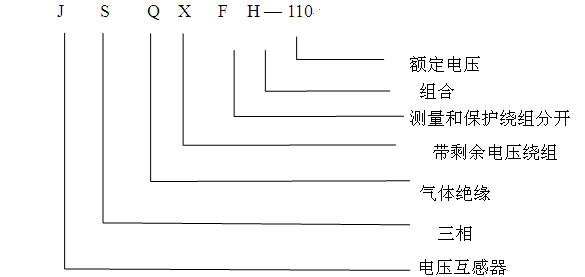 J S Q X F H — 110
额定电压
组合
测量和保护绕组分开
带剩余电压绕组
气体绝缘
三相
电压互感器